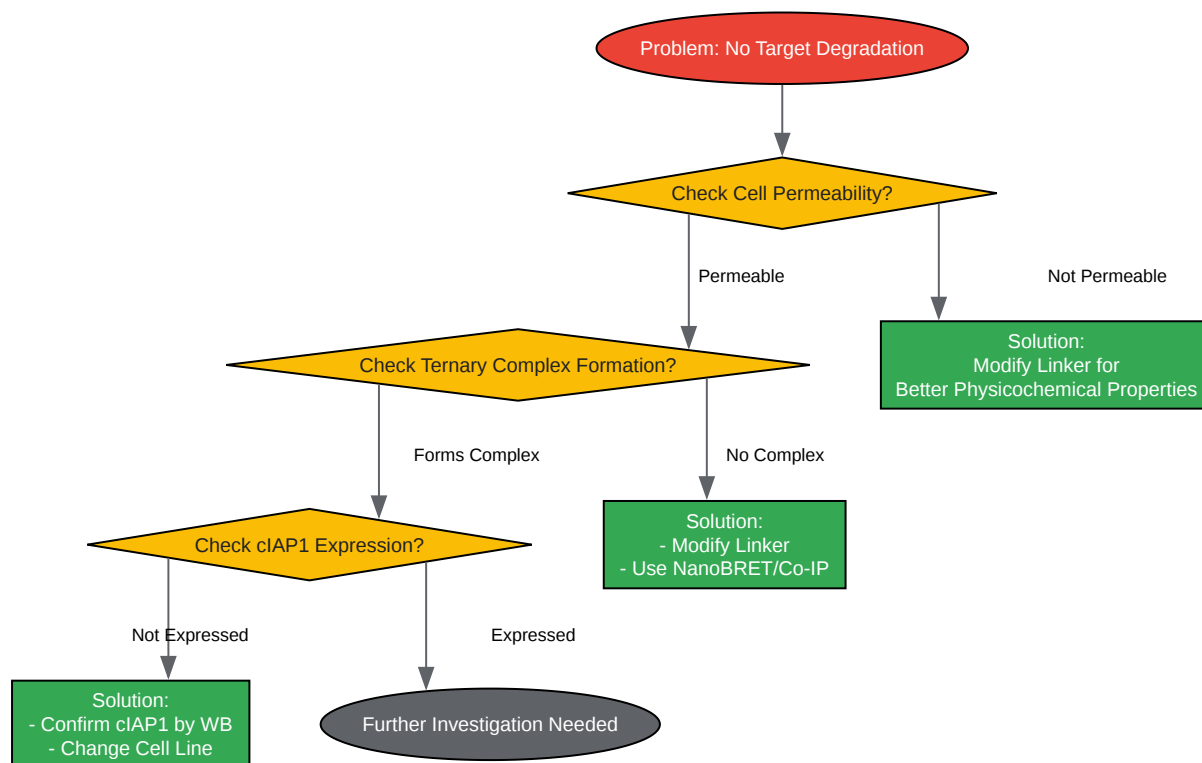 Problem: No Target Degradation
Check Cell Permeability?
Permeable
Not Permeable
Solution:
Modify Linker for
Better Physicochemical Properties
Check Ternary Complex Formation?
Forms Complex
No Complex
Solution:
- Modify Linker
- Use NanoBRET/Co-IP
Check cIAP1 Expression?
Not Expressed
Expressed
Solution:
- Confirm cIAP1 by WB
- Change Cell Line
Further Investigation Needed